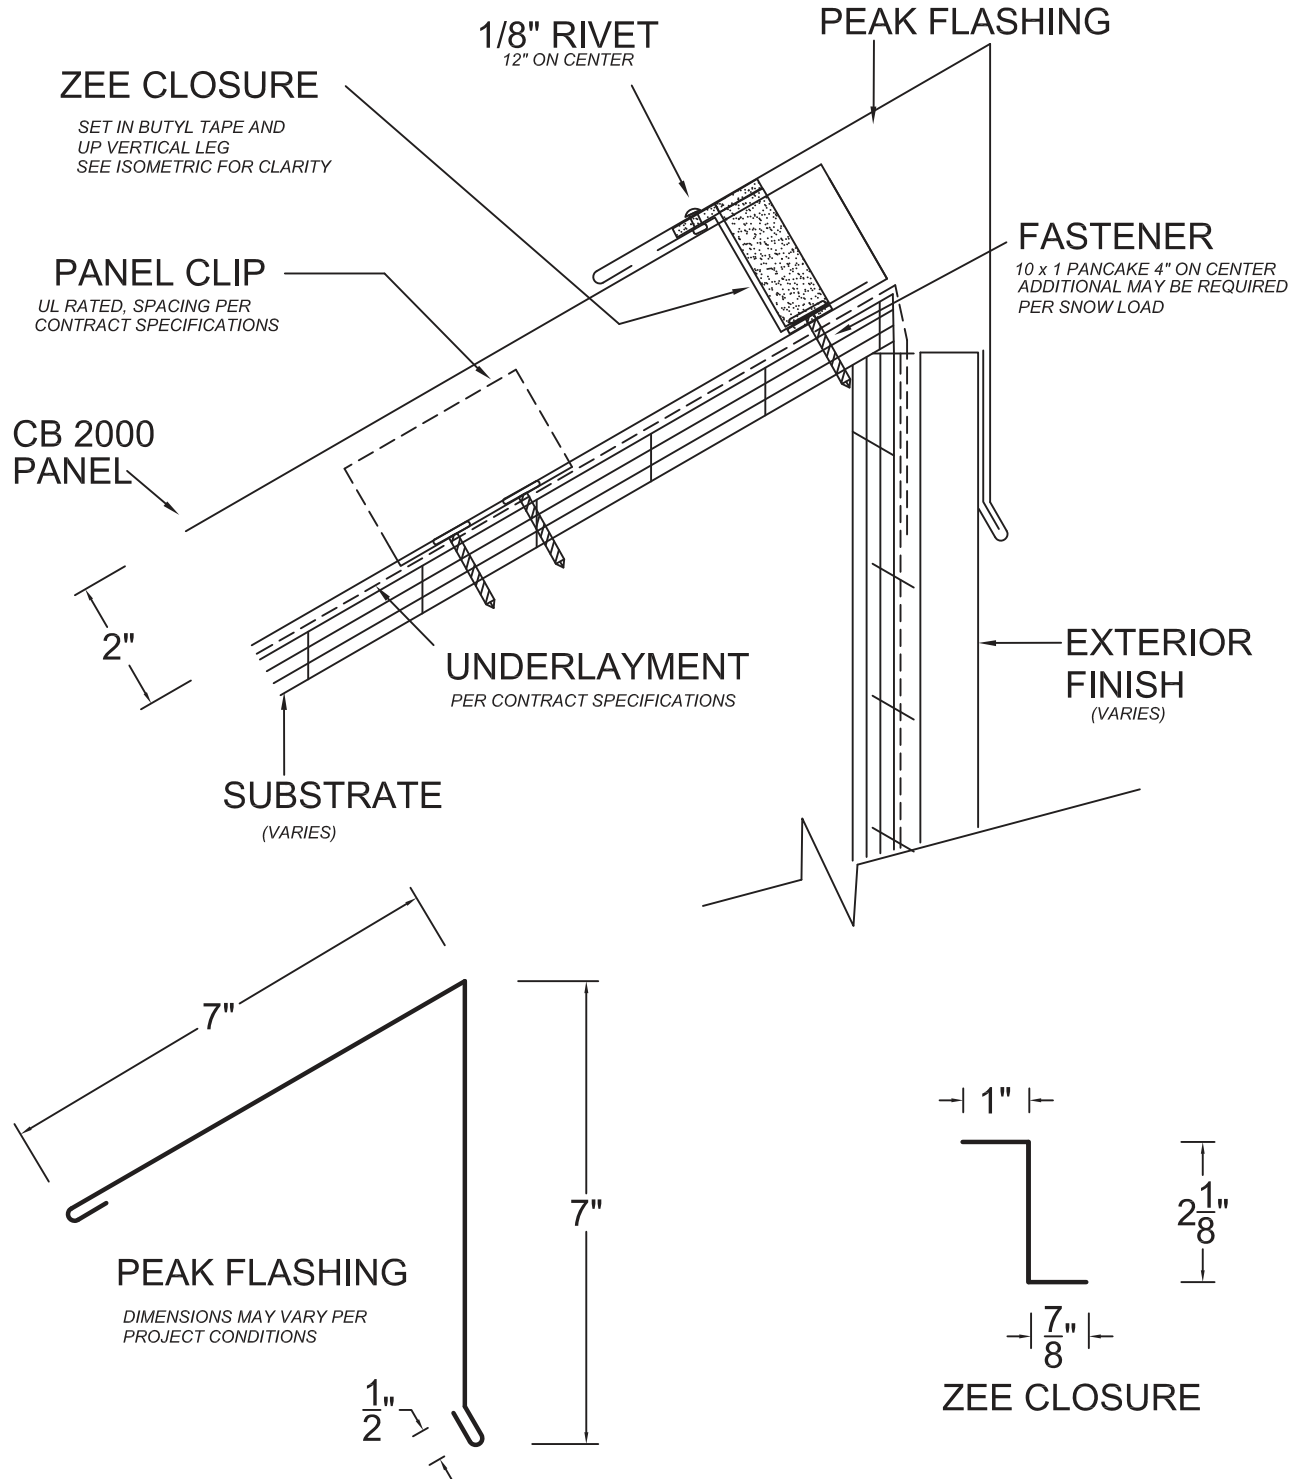 PEAK FLASHING
1/8" RIVET
12" ON CENTER
ZEE CLOSURE
SET IN BUTYL TAPE AND
UP VERTICAL LEG
SEE ISOMETRIC FOR CLARITY
FASTENER
10 x 1 PANCAKE 4" ON CENTER
ADDITIONAL MAY BE REQUIRED
PER SNOW LOAD
PANEL CLIP
UL RATED, SPACING PER
CONTRACT SPECIFICATIONS
CB 2000
PANEL
2"
UNDERLAYMENT
PER CONTRACT SPECIFICATIONS
EXTERIOR
FINISH
(VARIES)
SUBSTRATE
(VARIES)
7"
7"
PEAK FLASHING
DIMENSIONS MAY VARY PER
PROJECT CONDITIONS
1/2"
1"
2 1/8"
7/8"
ZEE CLOSURE